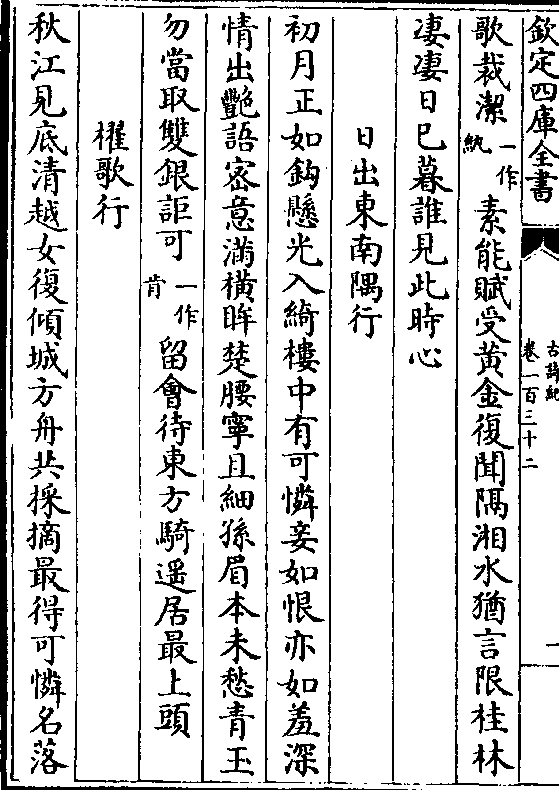 欽定四庫全書
古詩紀
卷一百三十二
一
歌裁潔一作紈素能賦受黄金復聞隔湘水猶言限桂林
凄凄日已暮誰見此時心
日出東南隅行
初月正如鈎懸光入綺樓中有可憐妾如恨亦如羞深
情出艷語密意滿横眸楚腰寧且細孫眉本未愁青玉
勿當取雙銀詎可一作肯留會待東方騎遥居最上頭
櫂歌行
秋江見底清越女復傾城方舟共採摘最得可憐名落